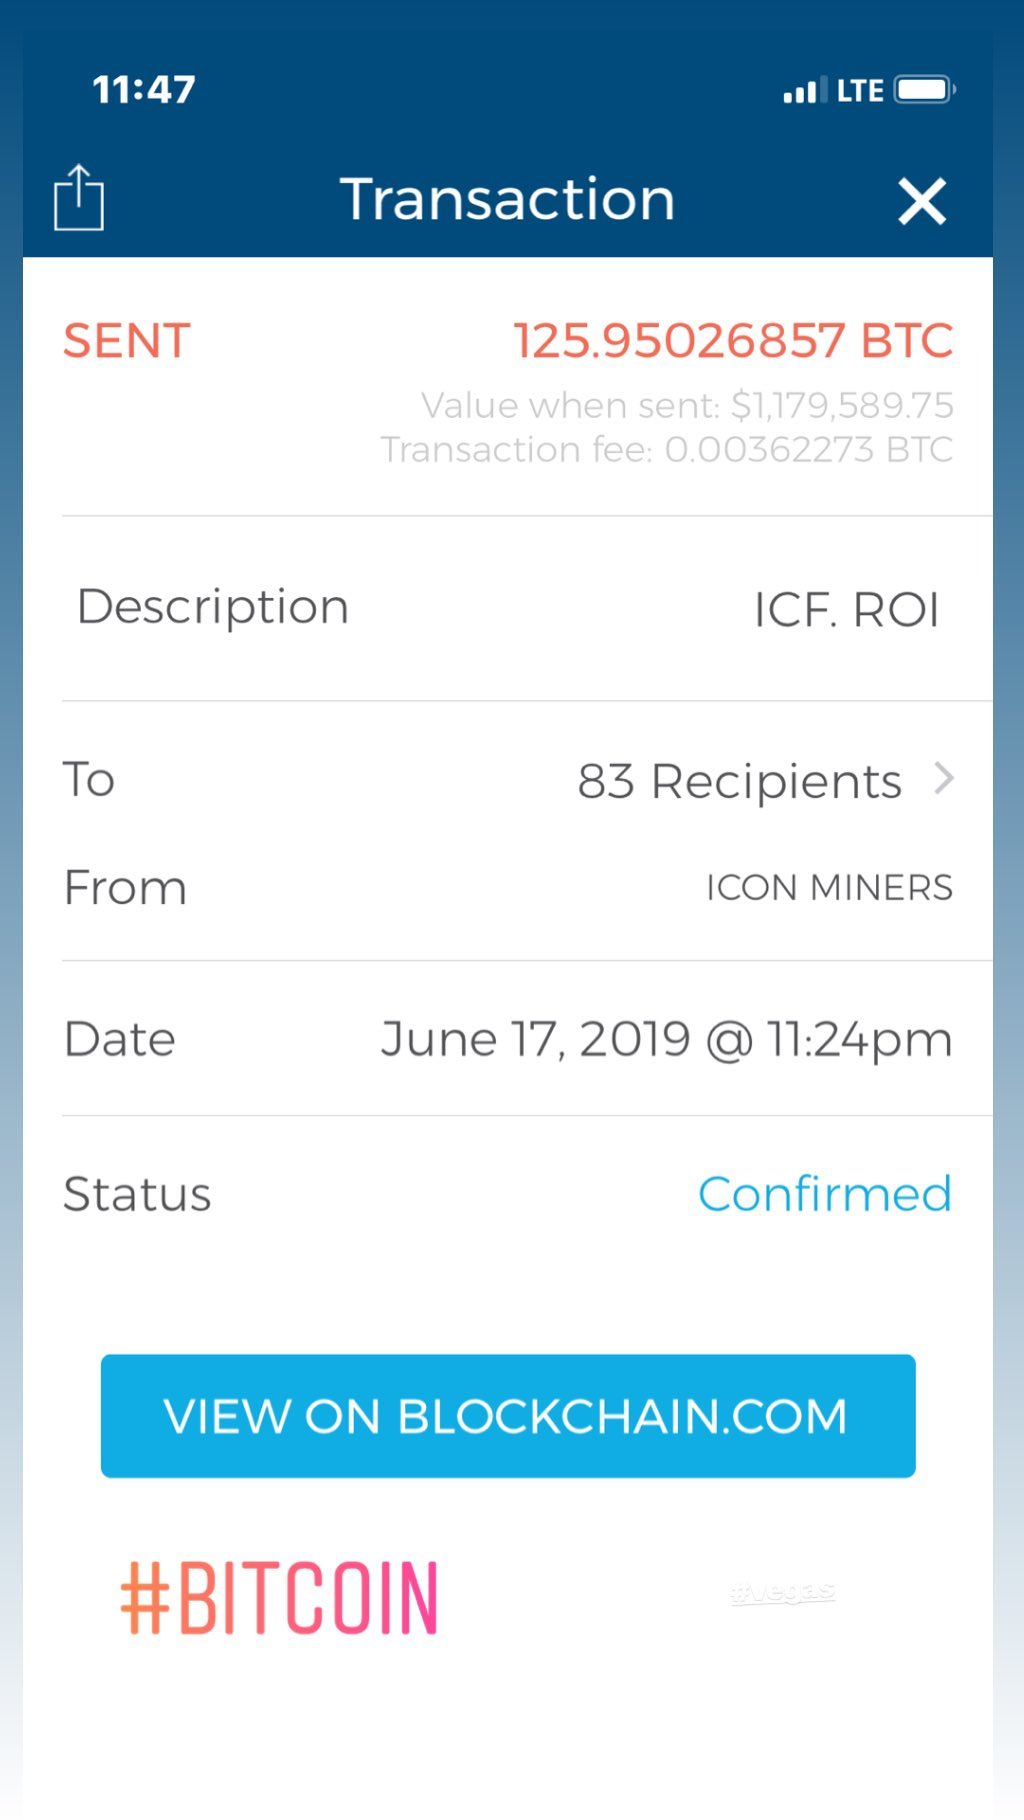 11:47 LTE
Transaction
SENT 125.95026857 BTC
Value when sent: $1,179,589.75
Transaction fee: 0.00362273 BTC
Description ICF. ROI
To 83 Recipients
From ICON MINERS
Date June 17, 2019 @ 11:24pm
Status Confirmed
VIEW ON BLOCKCHAIN.COM
#BITCOIN #vegas